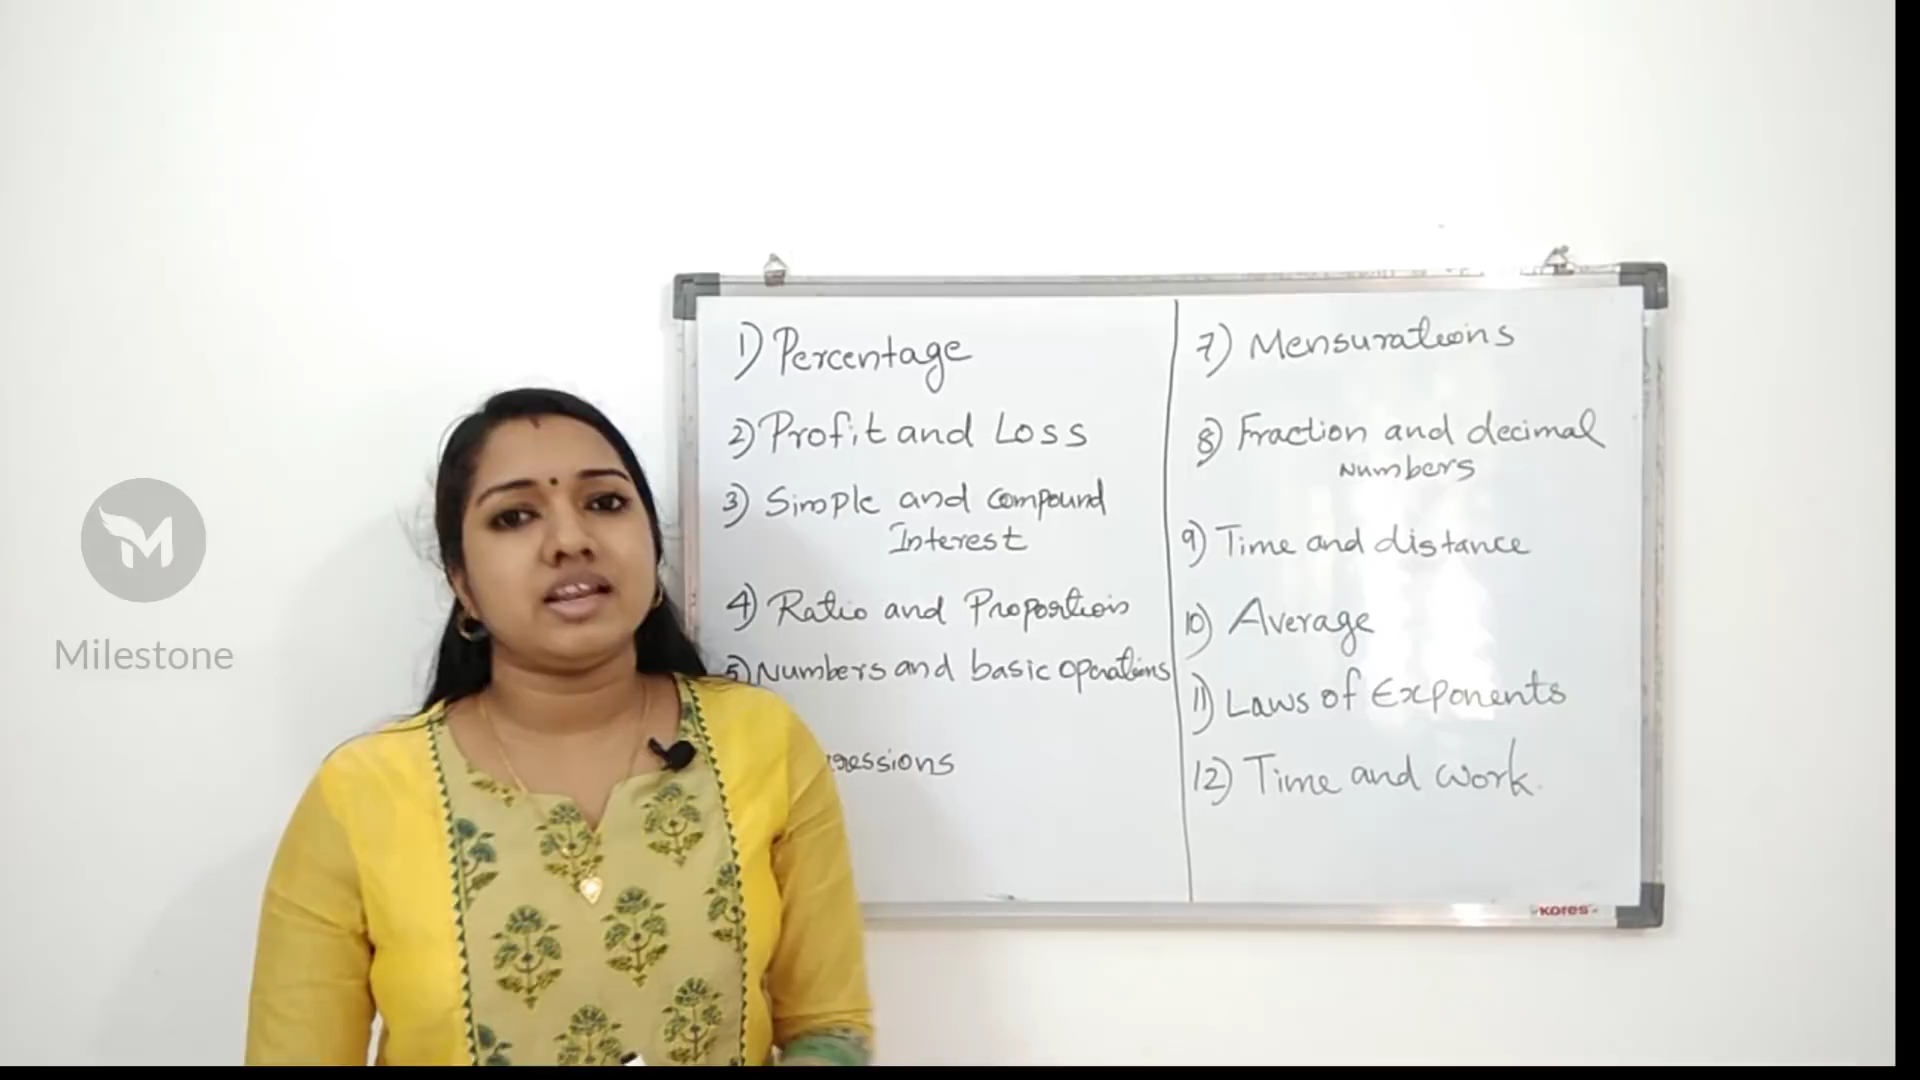 1) Percentage
2) Profit and Loss
3) Simple and compound
Interest
4) Ratio and Proportion
5) Numbers and basic operations
7) Mensurations
8) Fraction and decimal
Numbers
9) Time and distance
10) Average
11) Laws of Exponents
12) Time and work.
Kores
M
Milestone